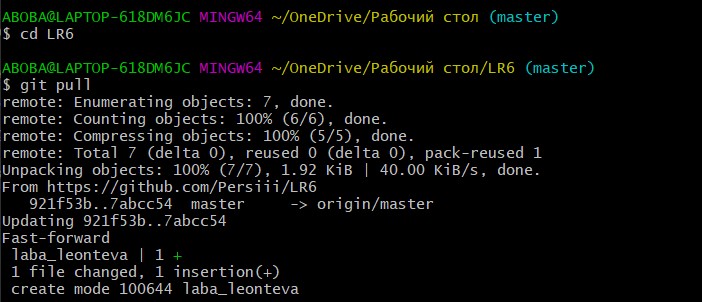 ABOBA@LAPTOP-618DM6JC MINGW64 ~/OneDrive/Рабочий стол (master)
$ cd LR6
ABOBA@LAPTOP-618DM6JC MINGW64 ~/OneDrive/Рабочий стол/LR6 (master)
$ git pull
remote: Enumerating objects: 7, done.
remote: Counting objects: 100% (6/6), done.
remote: Compressing objects: 100% (5/5), done.
remote: Total 7 (delta 0), reused 0 (delta 0), pack-reused 1
Unpacking objects: 100% (7/7), 1.92 KiB | 40.00 KiB/s, done.
From https://github.com/Persiii/LR6
   921f53b..7abcc54  master     -> origin/master
Updating 921f53b..7abcc54
Fast-forward
 laba_leonteva | 1 +
 1 file changed, 1 insertion(+)
 create mode 100644 laba_leonteva